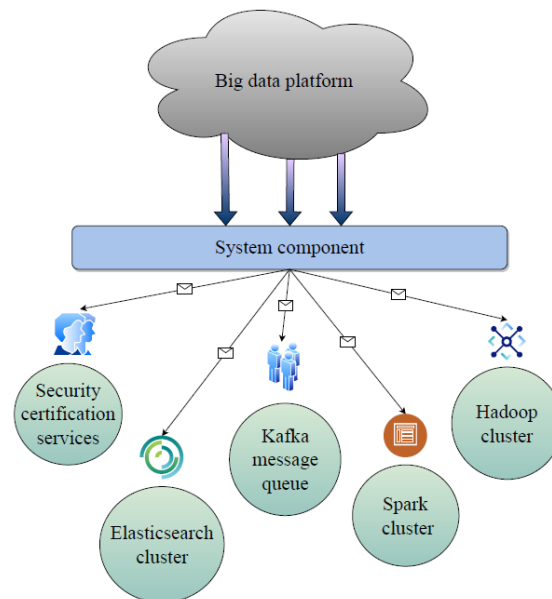 Big data platform
System component
Security
certification
services
Elasticsearch
cluster
Kafka
message
queue
Spark
cluster
Hadoop
cluster